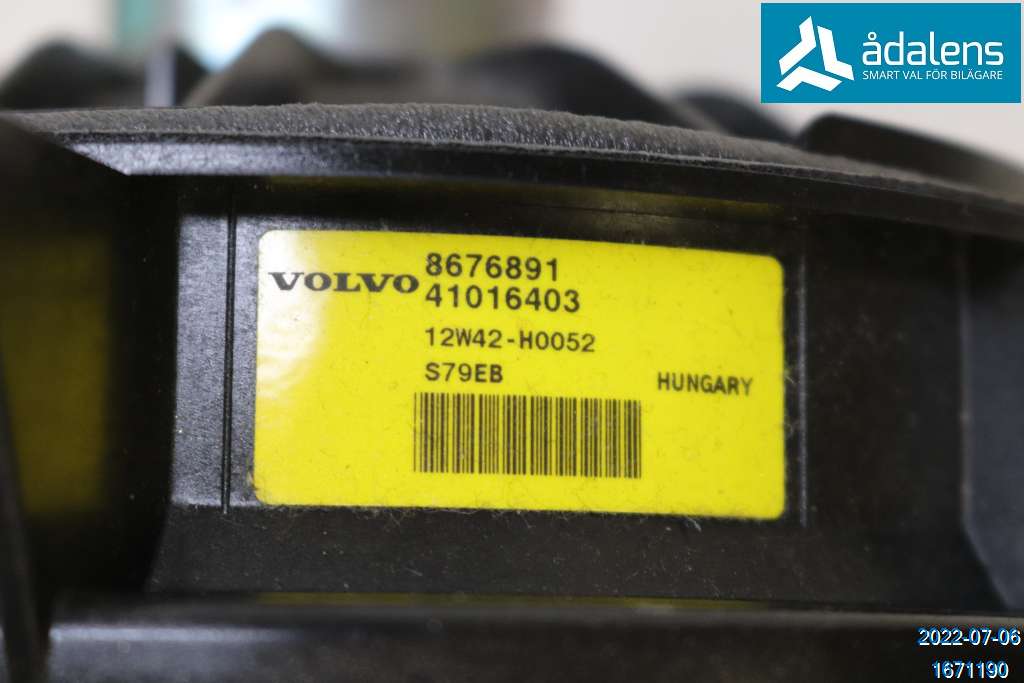 ådalens
SMART VAL FÖR BILÄGARE
VOLVO
8676891
41016403
12W42-H0052
S79EB
HUNGARY
2022-07-06
1671190